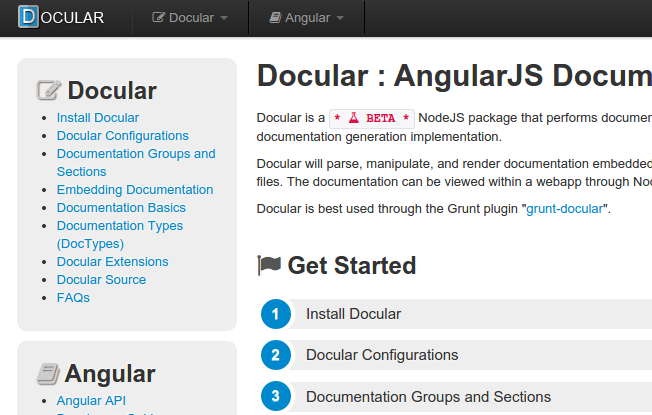 DOCULAR
Docular
Angular
Docular
Install Docular
Docular Configurations
Documentation Groups and
Sections
Embedding Documentation
Documentation Basics
Documentation Types
(DocTypes)
Docular Extensions
Docular Source
FAQs
Angular
Angular API
Docular : AngularJS Docum
Docular is a * BETA * NodeJS package that performs documen
documentation generation implementation.
Docular will parse, manipulate, and render documentation embedded
files. The documentation can be viewed within a webapp through Nod
Docular is best used through the Grunt plugin "grunt-docular".
Get Started
1 Install Docular
2 Docular Configurations
3 Documentation Groups and Sections